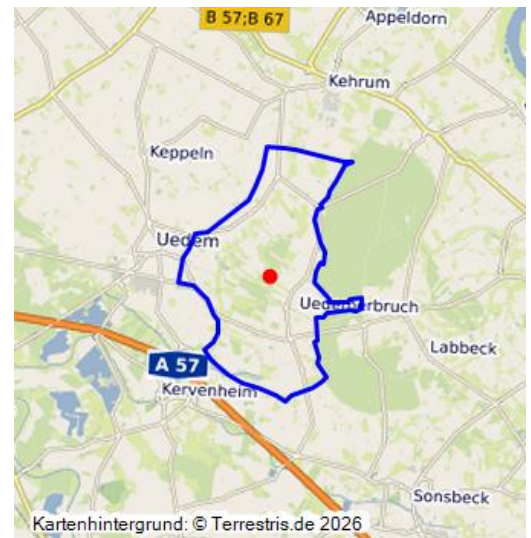 B 57;B 67
Appeldorn
Kehrum
Keppeln
Uedem
Uedemerbruch
Labbeck
A 57
Kervenheim
Sonsbeck
Kartenhintergrund: © Terrestris.de 2026